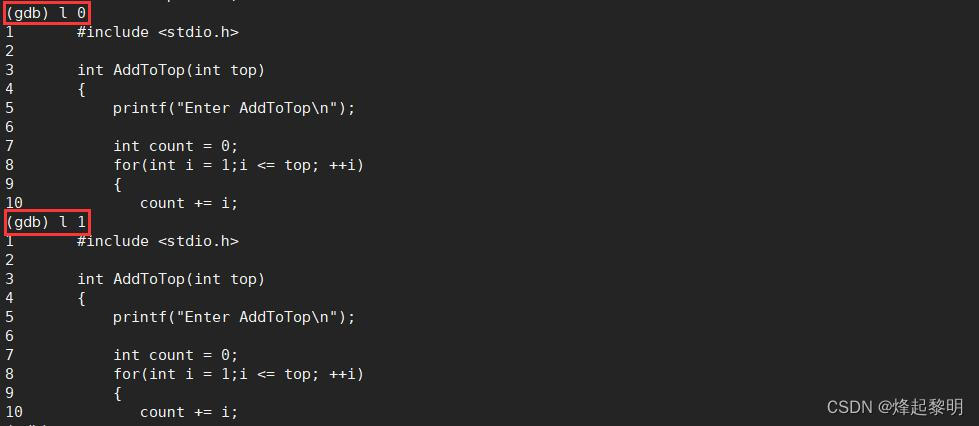 (gdb) l 0
1       #include <stdio.h>
2
3       int AddToTop(int top)
4       {
5           printf("Enter AddToTop\n");
6
7           int count = 0;
8           for(int i = 1;i <= top; ++i)
9           {
10             count += i;
(gdb) l 1
1       #include <stdio.h>
2
3       int AddToTop(int top)
4       {
5           printf("Enter AddToTop\n");
6
7           int count = 0;
8           for(int i = 1;i <= top; ++i)
9           {
10             count += i;
CSDN @烽起黎明